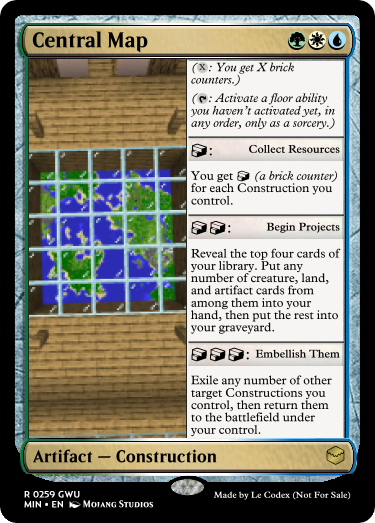 Central Map
(X: You get X brick
counters.)
(: Activate a floor ability
you haven't activated yet, in
any order, only as a sorcery.)
: Collect Resources
You get (a brick counter)
for each Construction you
control.
: Begin Projects
Reveal the top four cards of
your library. Put any
number of creature, land,
and artifact cards from
among them into your
hand, then put the rest into
your graveyard.
: Embellish Them
Exile any number of other
target Constructions you
control, then return them
to the battlefield under
your control.
Artifact — Construction
R 0259 GWU
MIN • EN Mojang Studios
Made by Le Codex (Not For Sale)